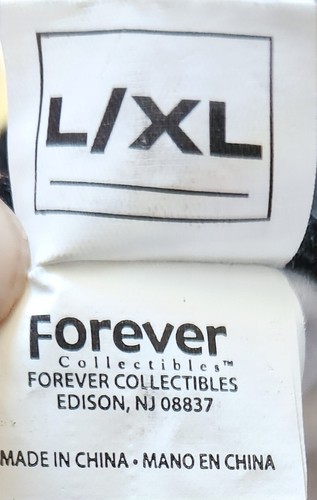 L/XL
Forever
Collectibles™
FOREVER COLLECTIBLES
EDISON, NJ 08837
MADE IN CHINA • MANO EN CHINA